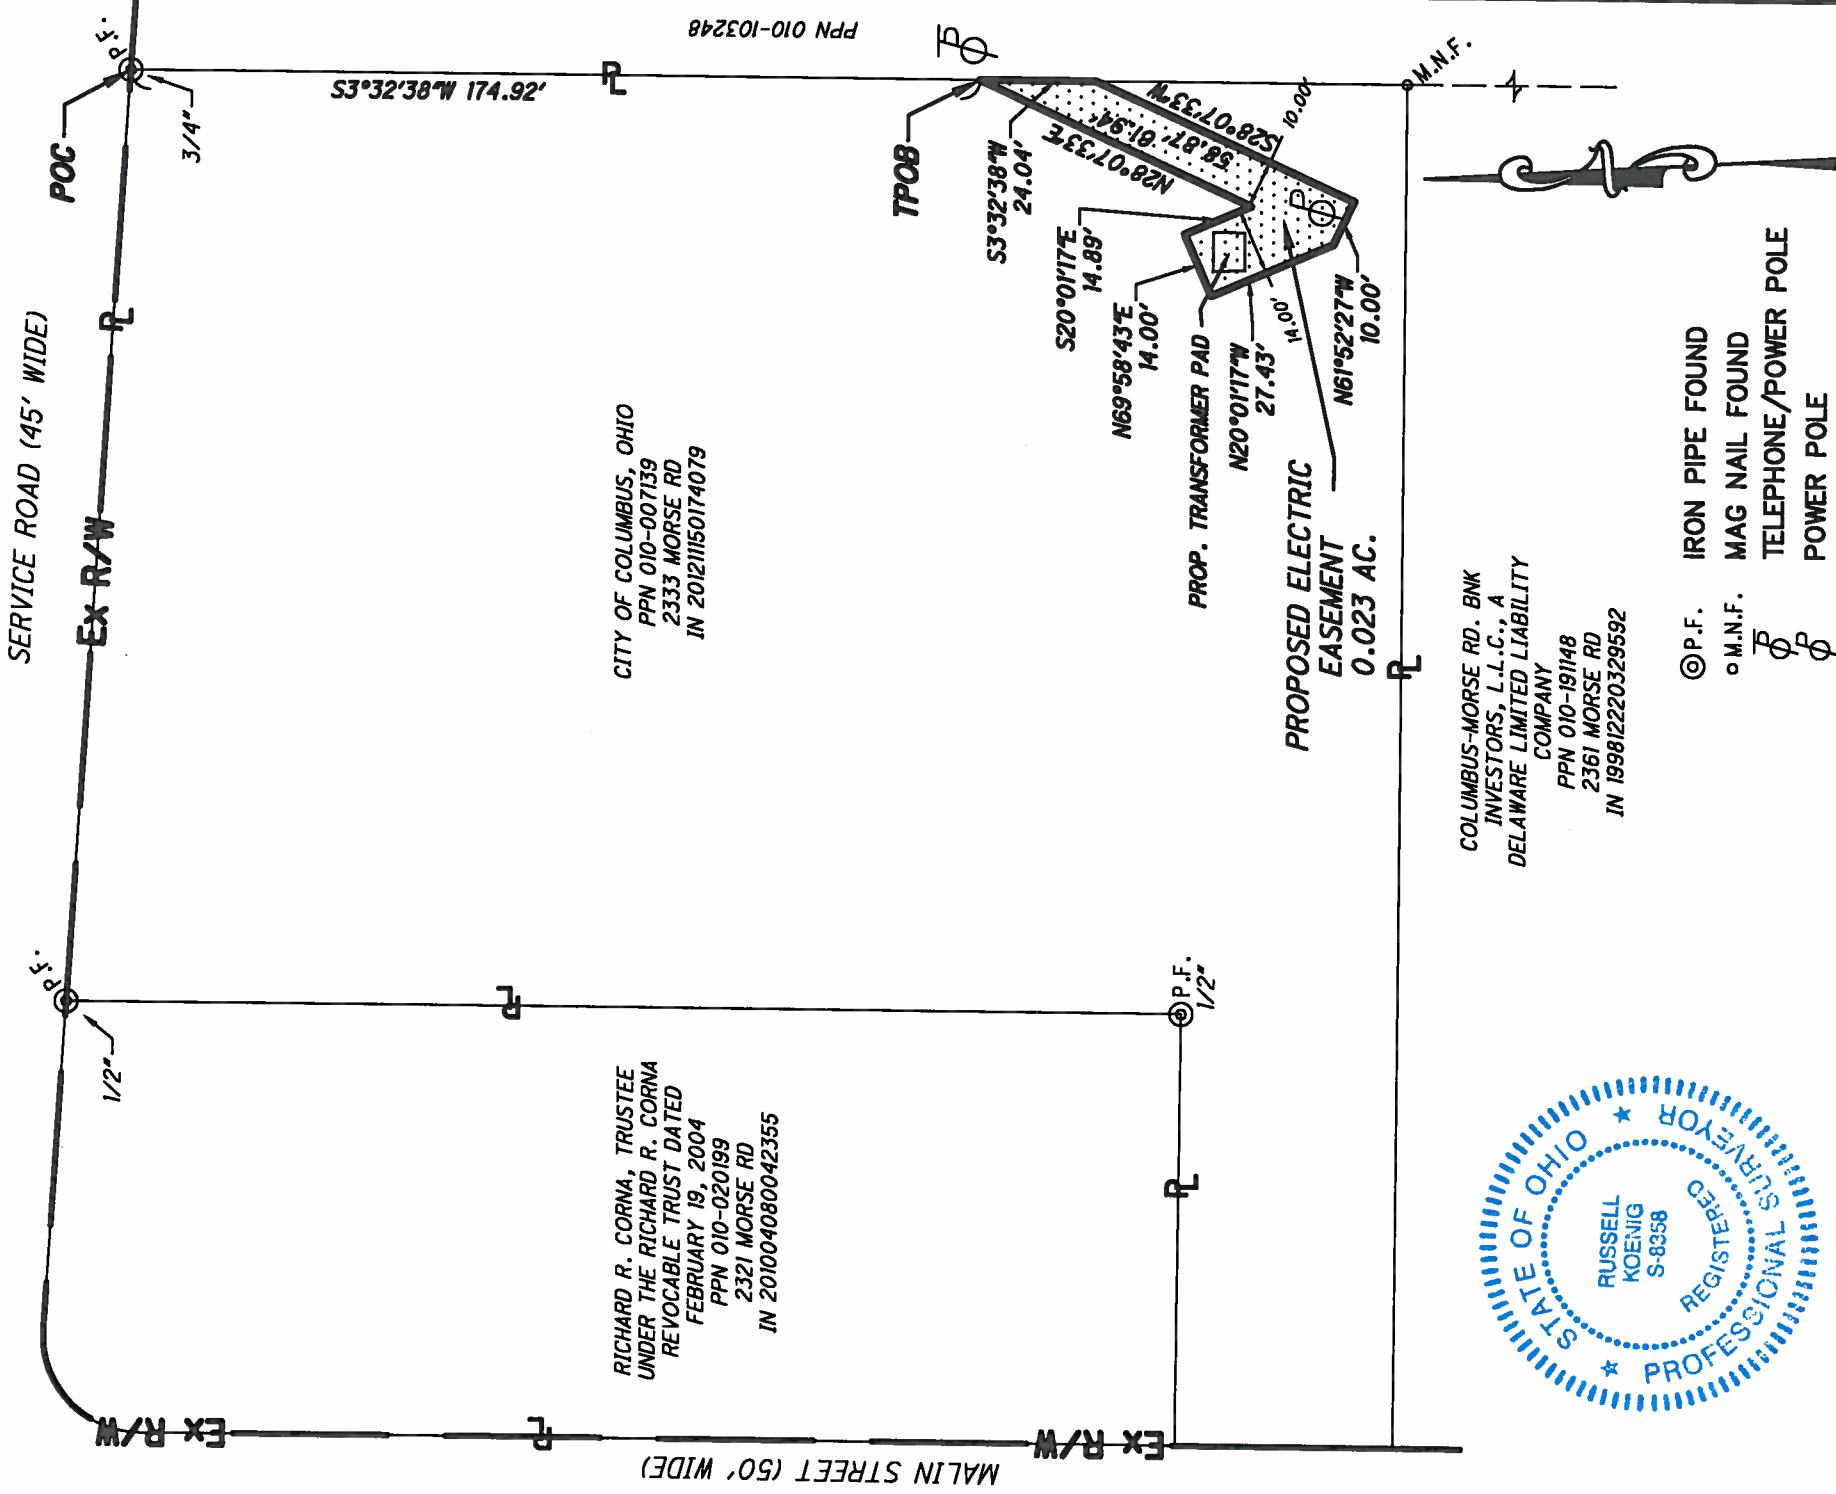 SERVICE ROAD (45' WIDE)
POC
P.F.
3/4"
Ex R/W
PL
P.F.
1/2"
S3°32'38"W 174.92'
PL
PPN 010-103248
CITY OF COLUMBUS, OHIO
PPN 010-007139
2333 MORSE RD
IN 201211150174079
TPOB
S3°32'38"W
24.04'
N28°07'33"E
61.94'
58.87'
S28°07'33"W
10.00'
S20°01'17"E
14.89'
N69°58'43"E
14.00'
PROP. TRANSFORMER PAD
N20°01'17"W
27.43'
14.00'
N61°52'27"W
10.00'
PROPOSED ELECTRIC
EASEMENT
0.023 AC.
P
P
M.N.F.
PL
PL
RICHARD R. CORNA, TRUSTEE
UNDER THE RICHARD R. CORNA
REVOCABLE TRUST DATED
FEBRUARY 19, 2004
PPN 010-020199
2321 MORSE RD
IN 201004080042355
P.F.
1/2"
PL
Ex R/W
PL
Ex R/W
MALIN STREET (50' WIDE)
COLUMBUS-MORSE RD. BNK
INVESTORS, L.L.C., A
DELAWARE LIMITED LIABILITY
COMPANY
PPN 010-191148
2361 MORSE RD
IN 199812220329592
P.F. IRON PIPE FOUND
M.N.F. MAG NAIL FOUND
TP TELEPHONE/POWER POLE
P POWER POLE
STATE OF OHIO
RUSSELL
KOENIG
S-8358
REGISTERED
PROFESSIONAL SURVEYOR